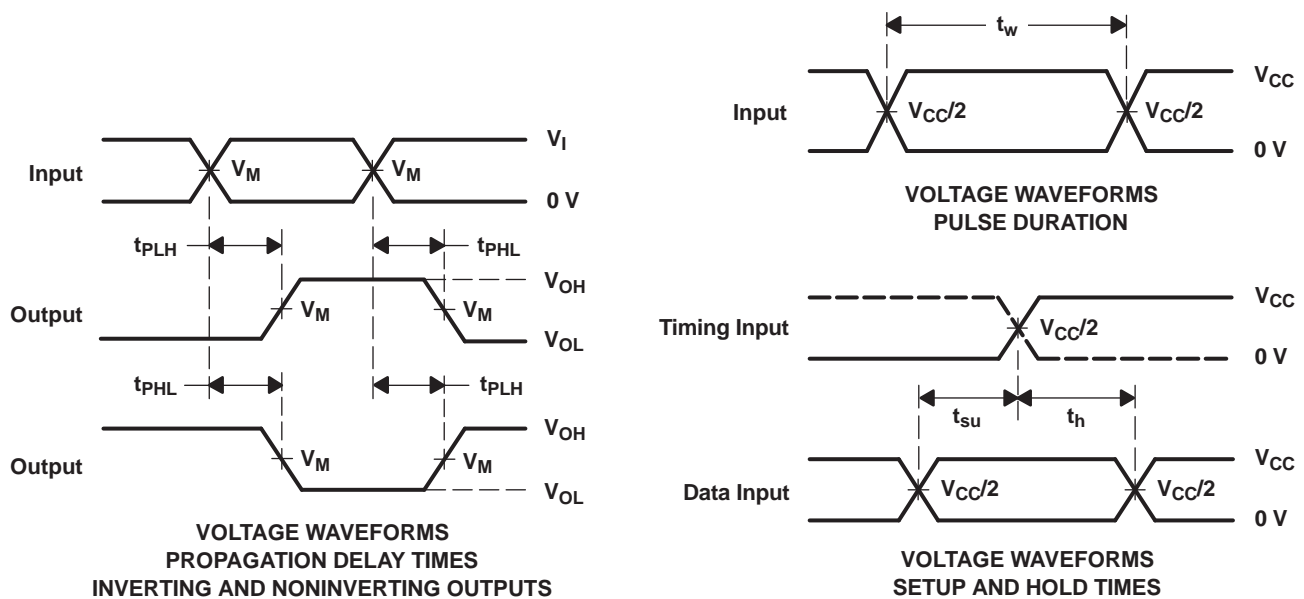 Input
V_M
V_M
V_I
0 V
t_PLH
t_PHL
Output
V_M
V_M
V_OH
V_OL
t_PHL
t_PLH
Output
V_M
V_M
V_OH
V_OL
VOLTAGE WAVEFORMS
PROPAGATION DELAY TIMES
INVERTING AND NONINVERTING OUTPUTS
t_w
Input
V_CC/2
V_CC/2
V_CC
0 V
VOLTAGE WAVEFORMS
PULSE DURATION
Timing Input
V_CC/2
V_CC
0 V
t_su
t_h
Data Input
V_CC/2
V_CC/2
V_CC
0 V
VOLTAGE WAVEFORMS
SETUP AND HOLD TIMES